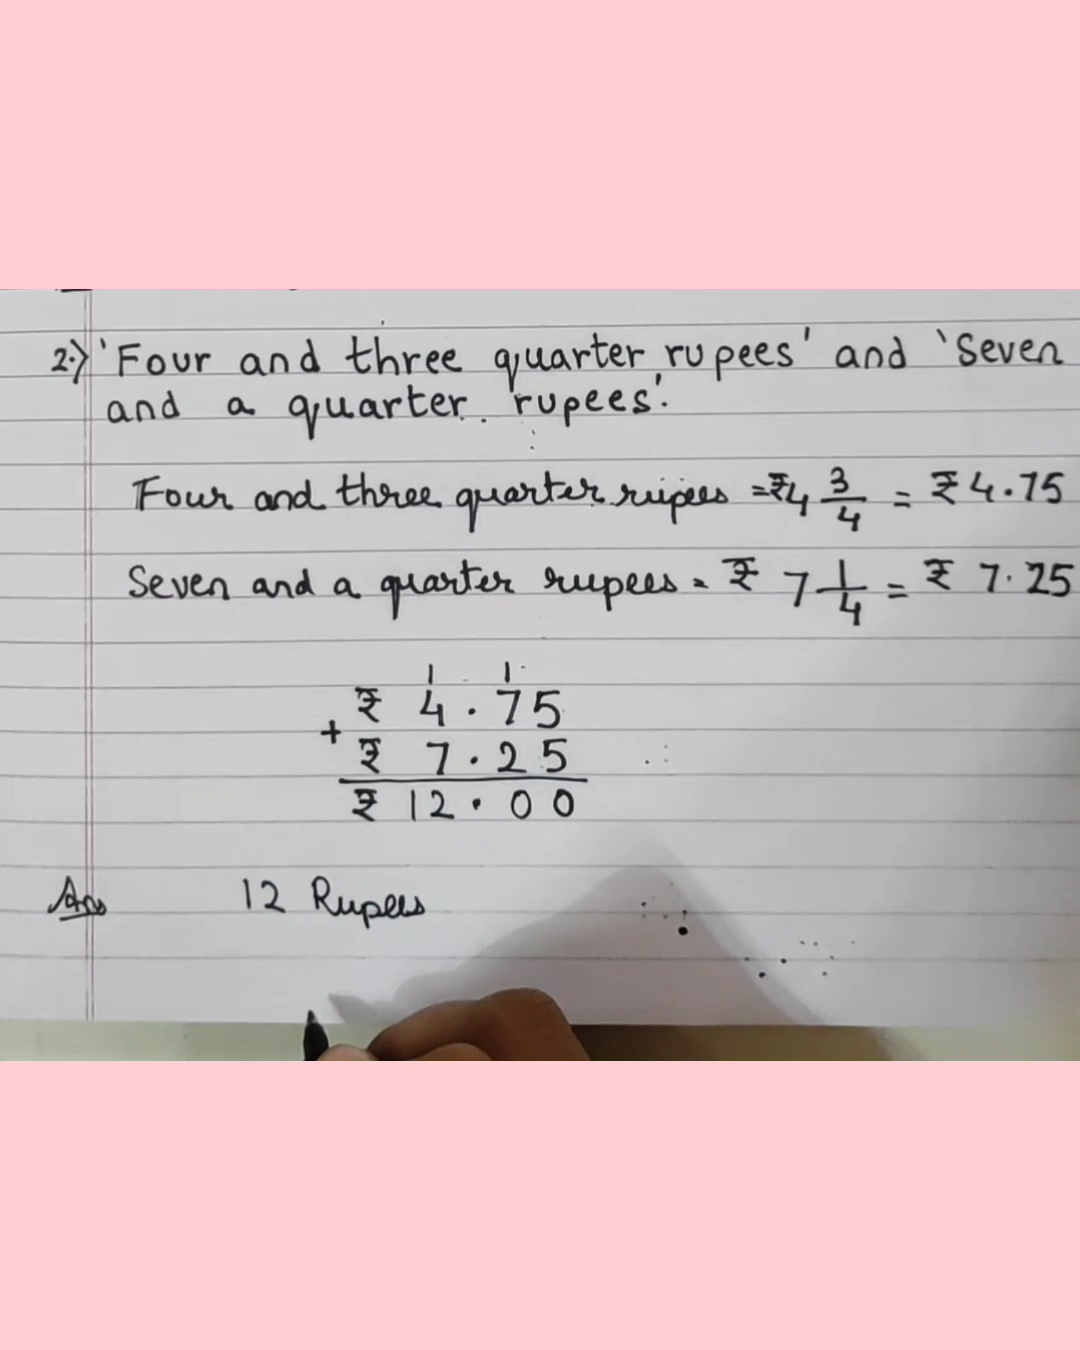 2.) 'Four and three quarter rupees' and 'Seven
and a quarter rupees'.
Four and three quarter rupees = ₹4 3/4 = ₹4.75
Seven and a quarter rupees = ₹ 7 1/4 = ₹ 7.25
1 1
₹ 4.75
+
₹ 7.25
₹ 12.00
Ans 12 Rupees